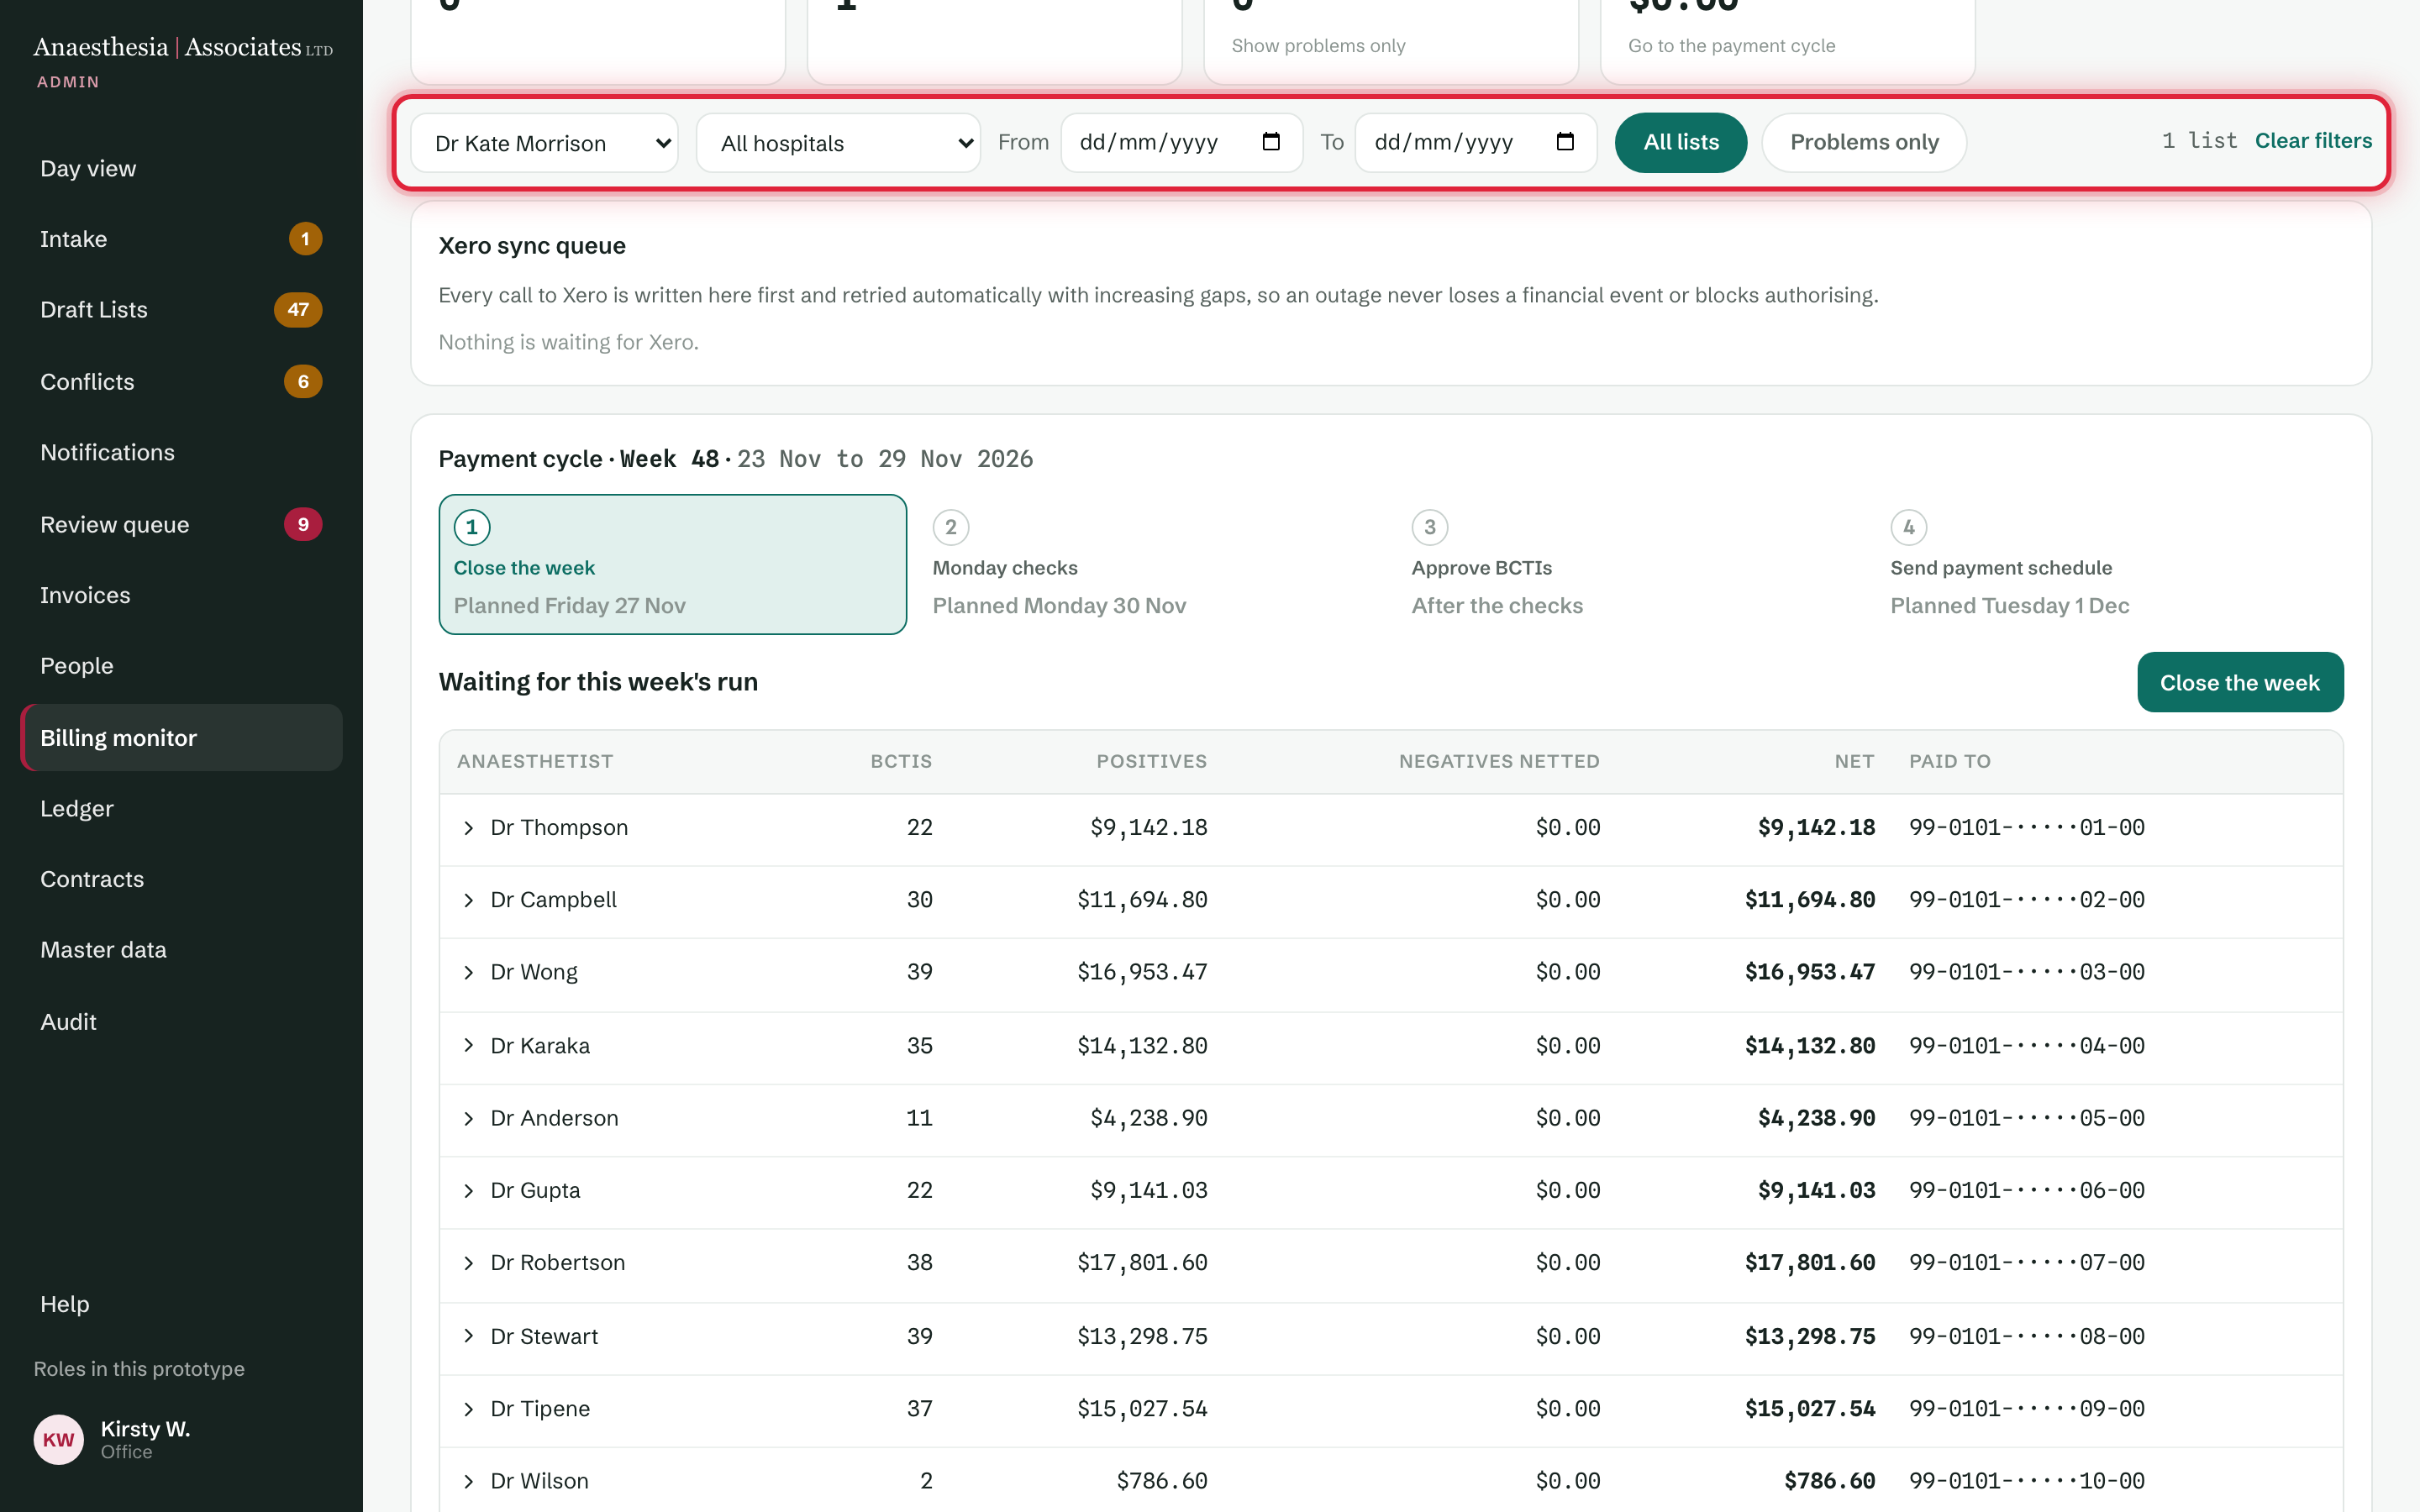 Anaesthesia | Associates LTD
ADMIN
Day view
Intake 1
Draft Lists 47
Conflicts 6
Notifications
Review queue 9
Invoices
People
Billing monitor
Ledger
Contracts
Master data
Audit
Help
Roles in this prototype
KW Kirsty W.
Office
Show problems only
Go to the payment cycle
Dr Kate Morrison All hospitals From dd/mm/yyyy To dd/mm/yyyy All lists Problems only 1 list Clear filters
Xero sync queue
Every call to Xero is written here first and retried automatically with increasing gaps, so an outage never loses a financial event or blocks authorising.
Nothing is waiting for Xero.
Payment cycle · Week 48 · 23 Nov to 29 Nov 2026
1
Close the week
Planned Friday 27 Nov
2
Monday checks
Planned Monday 30 Nov
3
Approve BCTIs
After the checks
4
Send payment schedule
Planned Tuesday 1 Dec
Waiting for this week's run Close the week
ANAESTHETIST BCTIS POSITIVES NEGATIVES NETTED NET PAID TO
Dr Thompson 22 $9,142.18 $0.00 $9,142.18 99-0101-·····01-00
Dr Campbell 30 $11,694.80 $0.00 $11,694.80 99-0101-·····02-00
Dr Wong 39 $16,953.47 $0.00 $16,953.47 99-0101-·····03-00
Dr Karaka 35 $14,132.80 $0.00 $14,132.80 99-0101-·····04-00
Dr Anderson 11 $4,238.90 $0.00 $4,238.90 99-0101-·····05-00
Dr Gupta 22 $9,141.03 $0.00 $9,141.03 99-0101-·····06-00
Dr Robertson 38 $17,801.60 $0.00 $17,801.60 99-0101-·····07-00
Dr Stewart 39 $13,298.75 $0.00 $13,298.75 99-0101-·····08-00
Dr Tipene 37 $15,027.54 $0.00 $15,027.54 99-0101-·····09-00
Dr Wilson 2 $786.60 $0.00 $786.60 99-0101-·····10-00